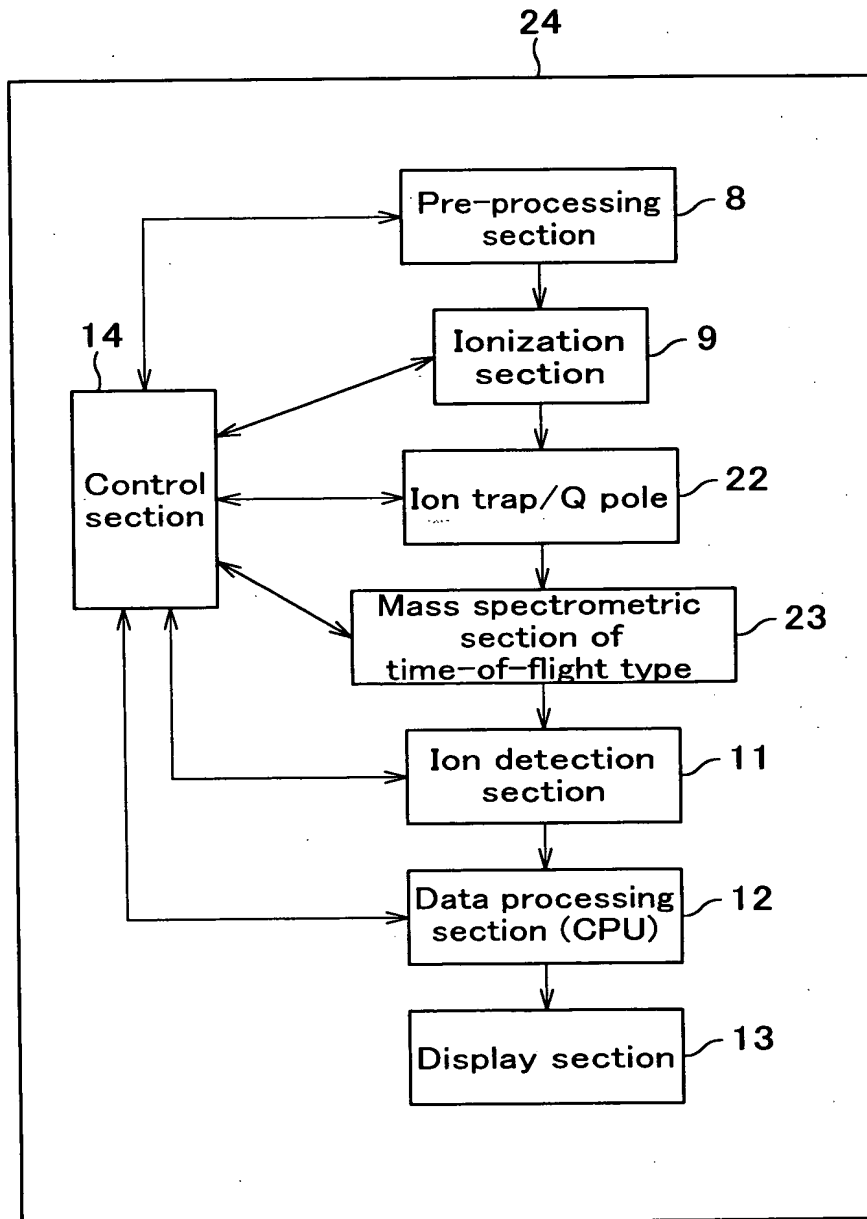 24
Pre-processing
section
8
14
Ionization
section
9
Control
section
Ion trap/Q pole
22
Mass spectrometric
section of
time-of-flight type
23
Ion detection
section
11
Data processing
section (CPU)
12
Display section
13